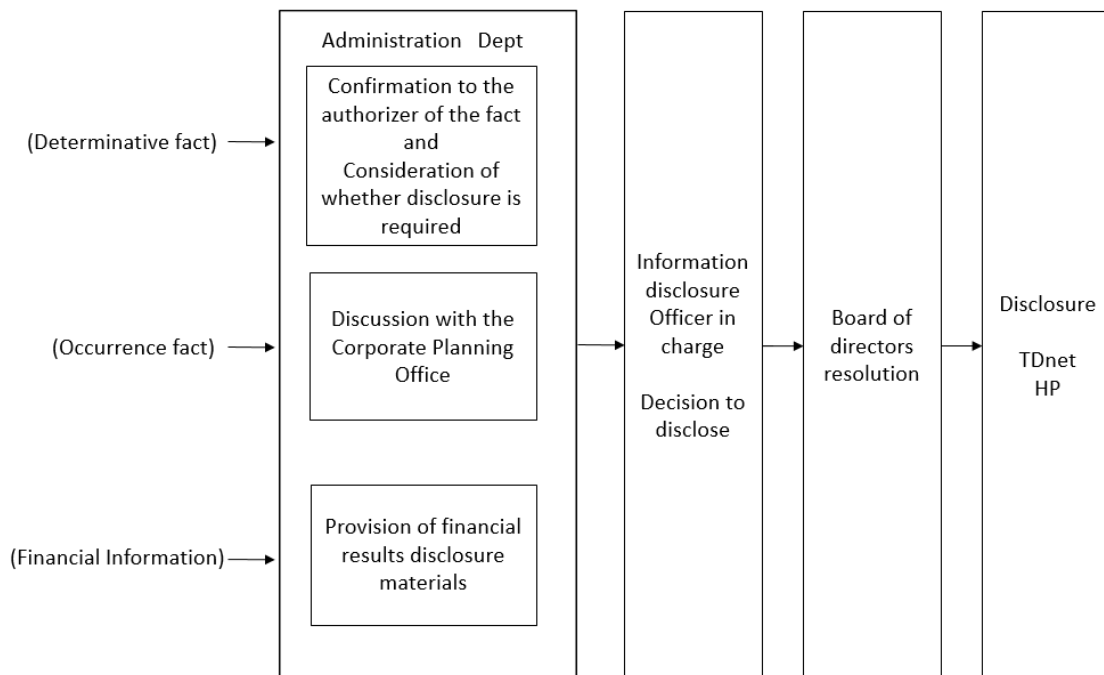 Administration Dept
(Determinative fact)
Confirmation to the
authorizer of the fact
and
Consideration of
whether disclosure is
required
(Occurrence fact)
Discussion with the
Corporate Planning
Office
(Financial Information)
Provision of financial
results disclosure
materials
Information
disclosure
Officer in
charge
Decision to
disclose
Board of
directors
resolution
Disclosure
TDnet
HP